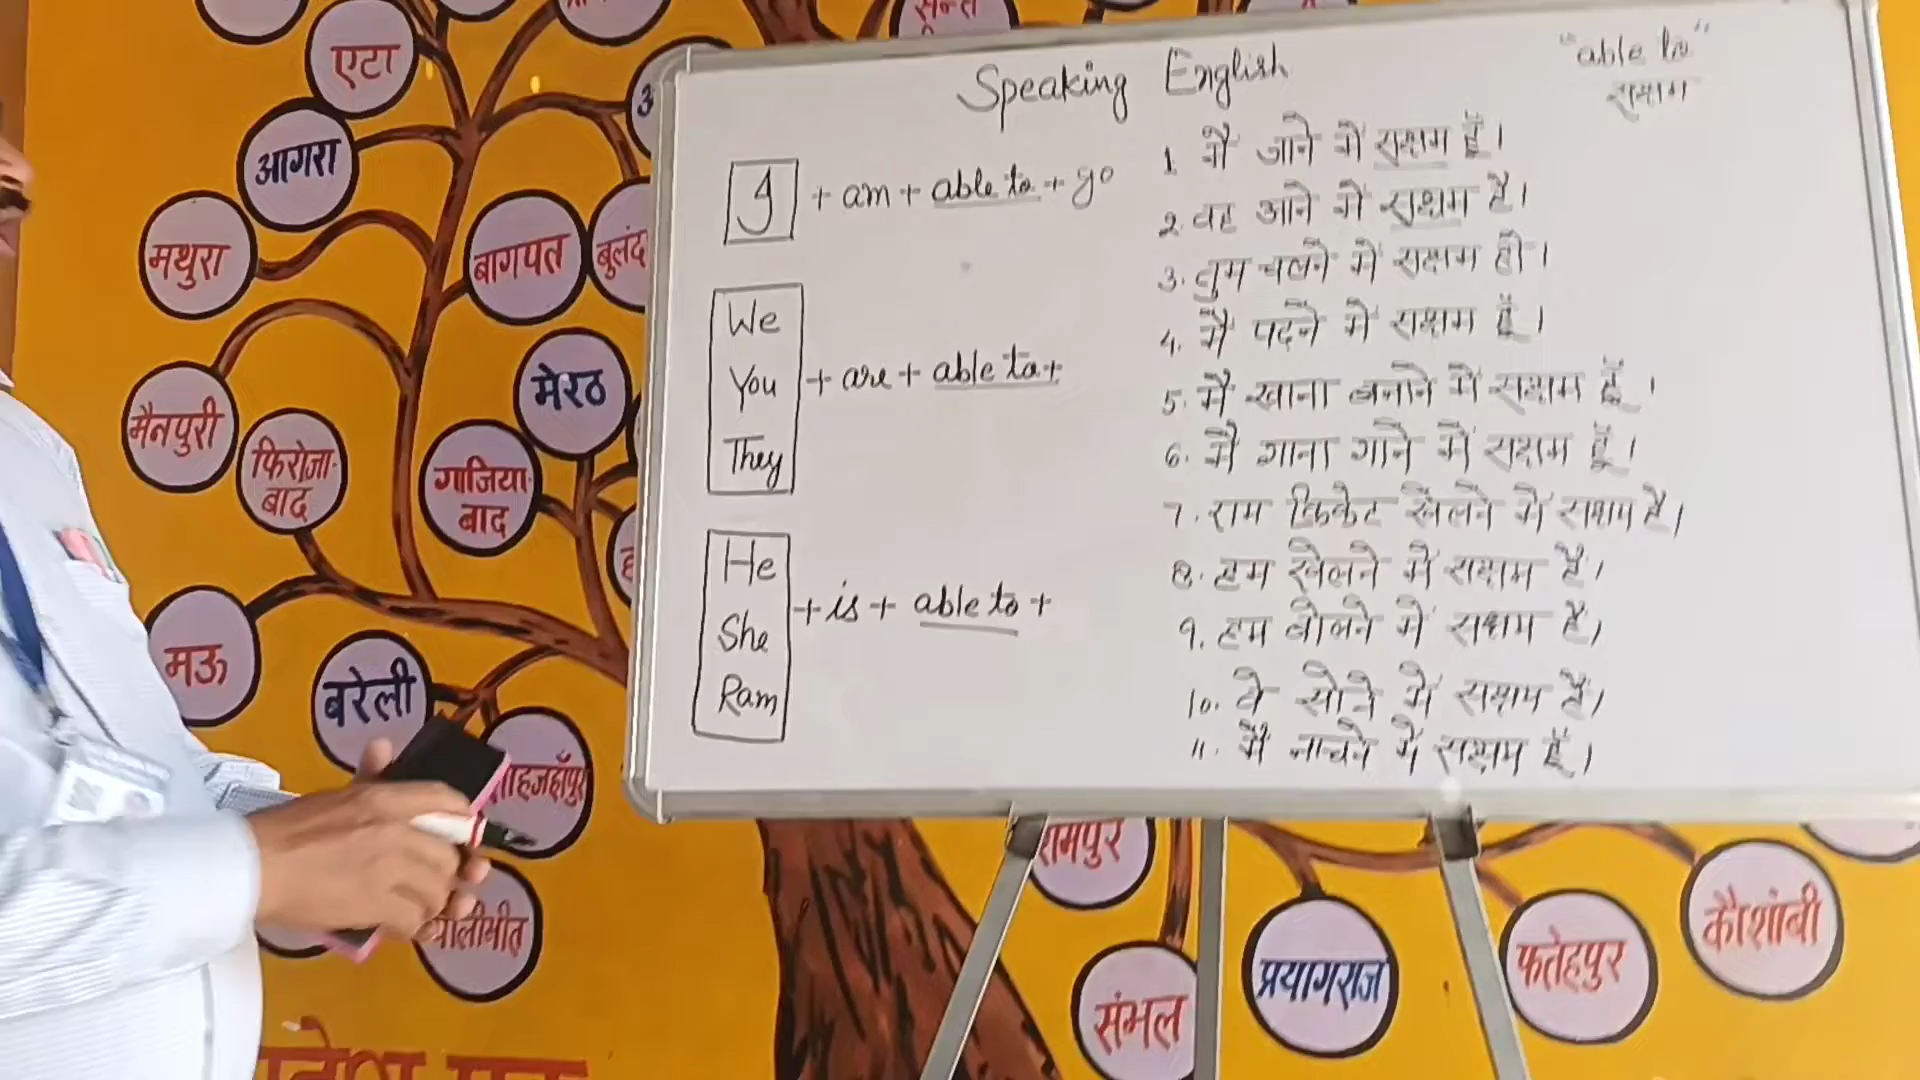 एटा
आगरा
मथुरा
बागपत
मेरठ
मैनपुरी
फिरोजा-
बाद
गाजिया-
बाद
मऊ
बरेली
Speaking English
"able to"
सक्षम
I + am + able to + go
We
You + are + able to +
They
He
She + is + able to +
Ram
1. मैं जाने में सक्षम हूँ।
2. वह आने में सक्षम है।
3. तुम चलने में सक्षम हो।
4. मैं पढने में सक्षम हूँ।
5. मैं खाना बनाने में सक्षम हूँ।
6. मैं गाना गाने में सक्षम हूँ।
7. राम क्रिकेट खेलने में सक्षम है।
8. हम खेलने में सक्षम हैं।
9. हम बोलने में सक्षम हैं।
10. वे सोने में सक्षम हैं।
11. मैं नाचने में सक्षम हूँ।
रामपुर
संभल
प्रयागराज
फतेहपुर
कौशांबी